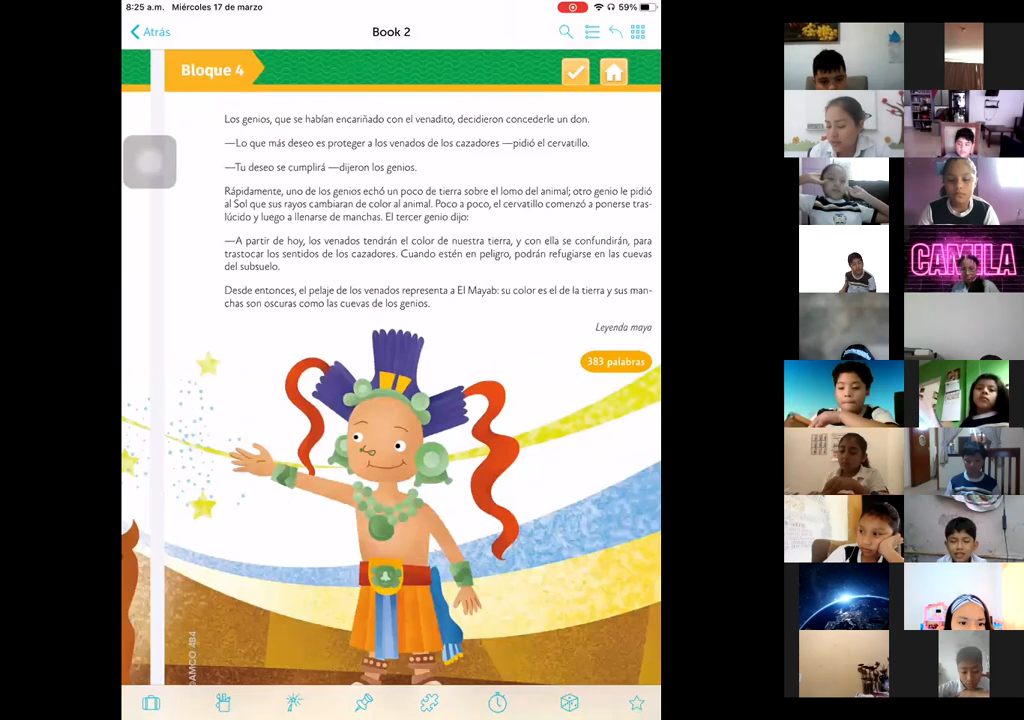 8:25 a.m. Miércoles 17 de marzo
59%
Atrás
Book 2
Bloque 4
Los genios, que se habían encariñado con el venadito, decidieron concederle un don.
—Lo que más deseo es proteger a los venados de los cazadores —pidió el cervatillo.
—Tu deseo se cumplirá —dijeron los genios.
Rápidamente, uno de los genios echó un poco de tierra sobre el lomo del animal; otro genio le pidió
al Sol que sus rayos cambiaran de color al animal. Poco a poco, el cervatillo comenzó a ponerse tras-
lúcido y luego a llenarse de manchas. El tercer genio dijo:
—A partir de hoy, los venados tendrán el color de nuestra tierra, y con ella se confundirán, para
trastocar los sentidos de los cazadores. Cuando estén en peligro, podrán refugiarse en las cuevas
del subsuelo.
Desde entonces, el pelaje de los venados representa a El Mayab: su color es el de la tierra y sus man-
chas son oscuras como las cuevas de los genios.
Leyenda maya
383 palabras
CAMILA